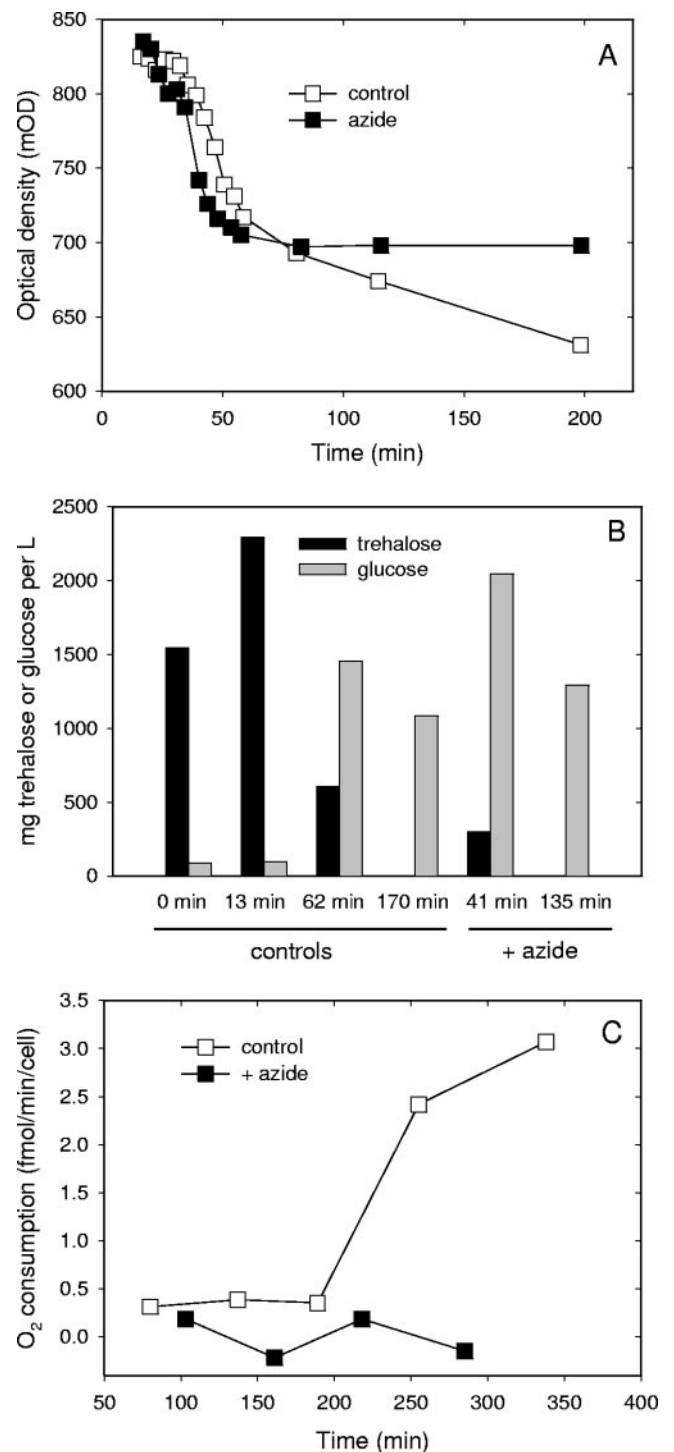 850
A
800
control
azide
750
700
650
600
Optical density (mOD)
0 50 100 150 200
Time (min)
2500
B
trehalose
glucose
2000
1500
1000
500
0
mg trehalose or glucose per L
0 min 13 min 62 min 170 min 41 min 135 min
controls + azide
3.5
C
3.0
control
+ azide
2.5
2.0
1.5
1.0
0.5
0.0
O2 consumption (fmol/min/cell)
50 100 150 200 250 300 350 400
Time (min)